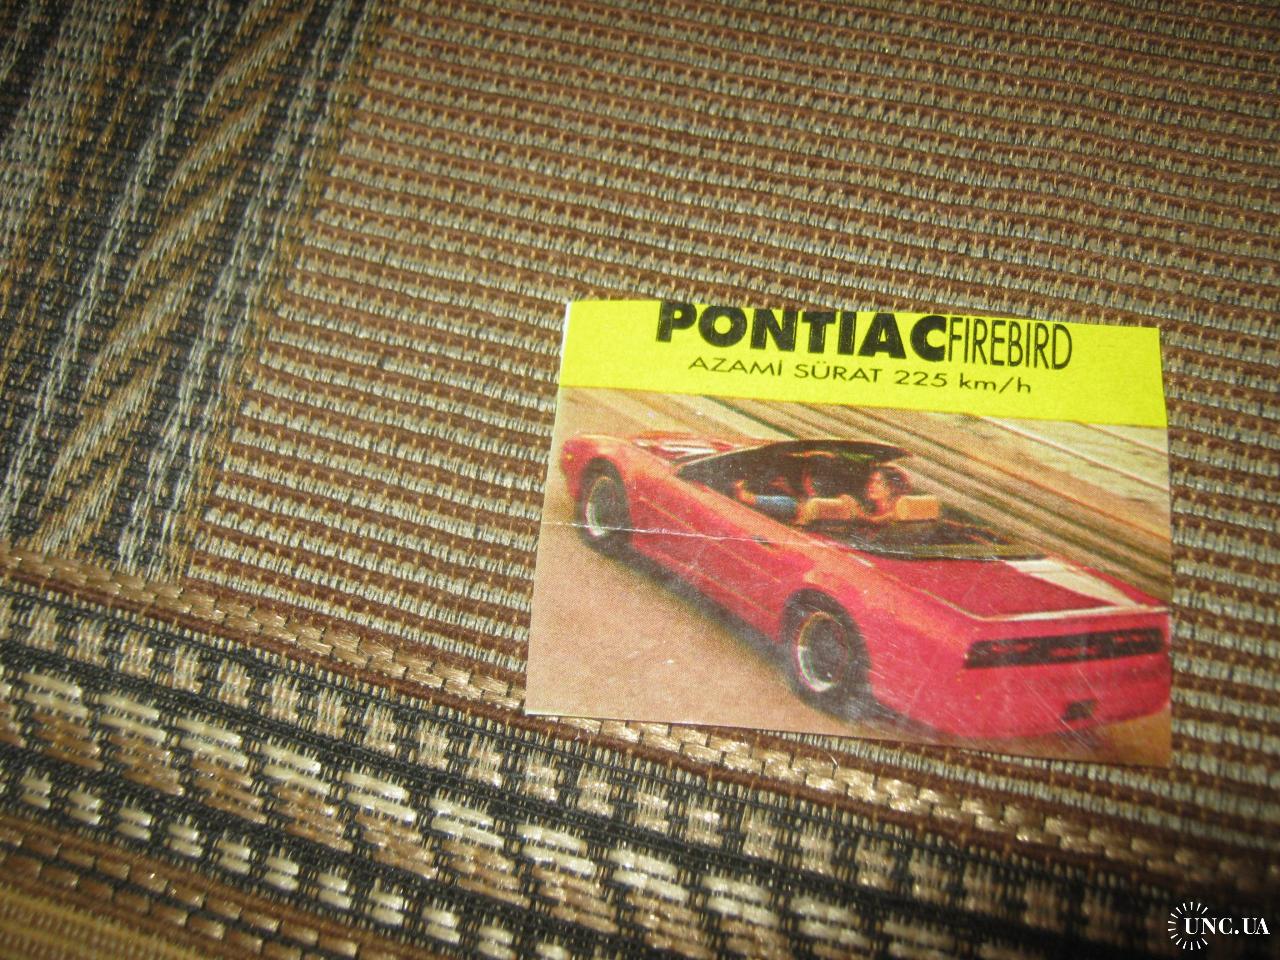 PONTIAC FIREBIRD
AZAMİ SÜRAT 225 km/h
UNC.UA